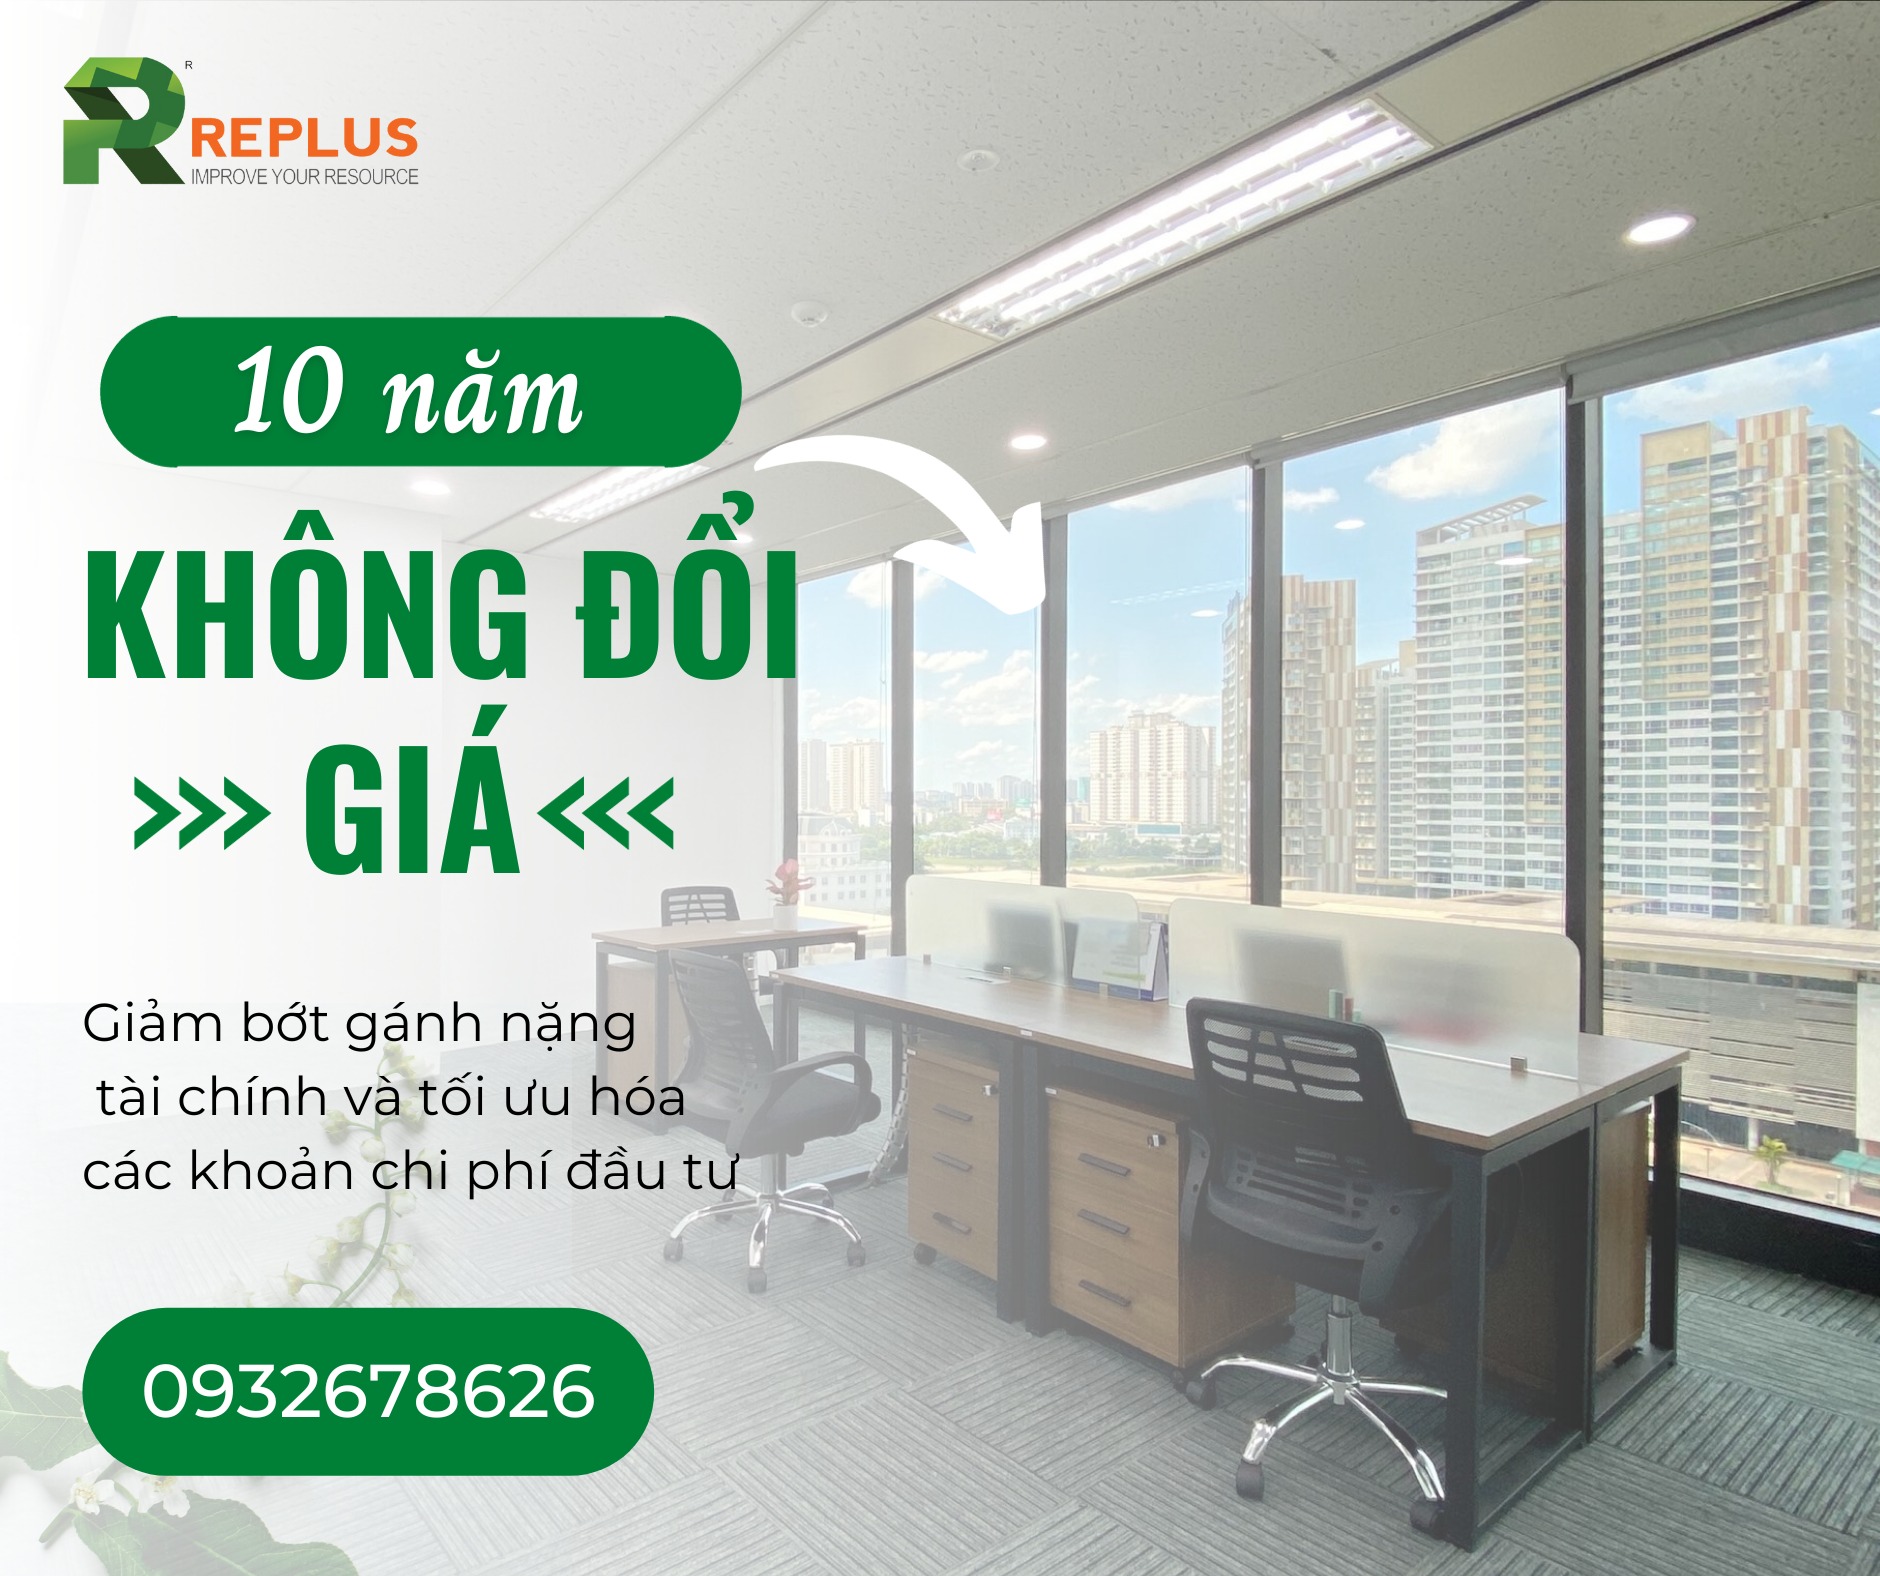 R
REPLUS
IMPROVE YOUR RESOURCE
10 năm
KHÔNG ĐỔI
>>> GIÁ <<<
Giảm bớt gánh nặng
tài chính và tối ưu hóa
các khoản chi phí đầu tư
0932678626